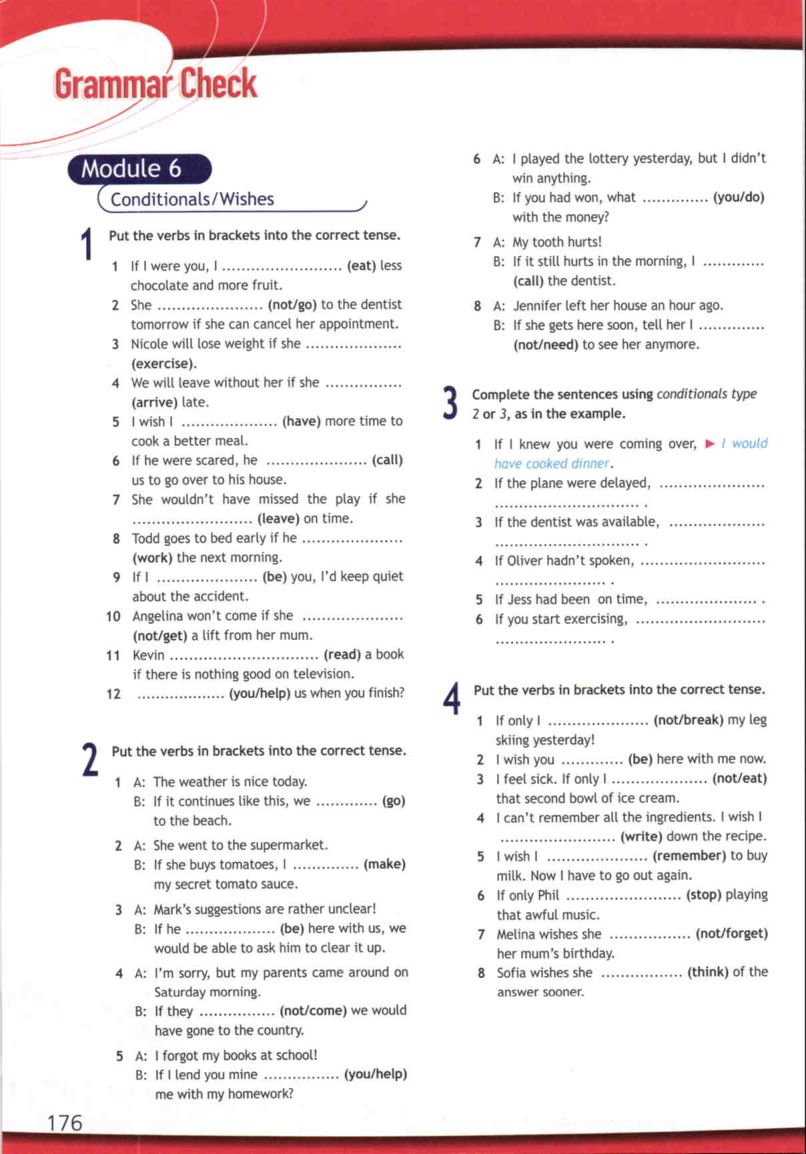 Grammar Check
Module 6
Conditionals/Wishes
1 Put the verbs in brackets into the correct tense.
1 If I were you, I ......................... (eat) less
chocolate and more fruit.
2 She ...................... (not/go) to the dentist
tomorrow if she can cancel her appointment.
3 Nicole will lose weight if she ....................
(exercise).
4 We will leave without her if she ................
(arrive) late.
5 I wish I .................... (have) more time to
cook a better meal.
6 If he were scared, he ..................... (call)
us to go over to his house.
7 She wouldn't have missed the play if she
......................... (leave) on time.
8 Todd goes to bed early if he .....................
(work) the next morning.
9 If I ..................... (be) you, I'd keep quiet
about the accident.
10 Angelina won't come if she .....................
(not/get) a lift from her mum.
11 Kevin ............................... (read) a book
if there is nothing good on television.
12 .................. (you/help) us when you finish?
2 Put the verbs in brackets into the correct tense.
1 A: The weather is nice today.
B: If it continues like this, we ............. (go)
to the beach.
2 A: She went to the supermarket.
B: If she buys tomatoes, I .............. (make)
my secret tomato sauce.
3 A: Mark's suggestions are rather unclear!
B: If he ................... (be) here with us, we
would be able to ask him to clear it up.
4 A: I'm sorry, but my parents came around on
Saturday morning.
B: If they ................ (not/come) we would
have gone to the country.
5 A: I forgot my books at school!
B: If I lend you mine ................ (you/help)
me with my homework?
6 A: I played the lottery yesterday, but I didn't
win anything.
B: If you had won, what .............. (you/do)
with the money?
7 A: My tooth hurts!
B: If it still hurts in the morning, I .............
(call) the dentist.
8 A: Jennifer left her house an hour ago.
B: If she gets here soon, tell her I ..............
(not/need) to see her anymore.
3 Complete the sentences using conditionals type
2 or 3, as in the example.
1 If I knew you were coming over, ► I would
have cooked dinner.
2 If the plane were delayed, ......................
.............................. .
3 If the dentist was available, ....................
.............................. .
4 If Oliver hadn't spoken, ..........................
....................... .
5 If Jess had been on time, ..................... .
6 If you start exercising, ...........................
....................... .
4 Put the verbs in brackets into the correct tense.
1 If only I ..................... (not/break) my leg
skiing yesterday!
2 I wish you ............. (be) here with me now.
3 I feel sick. If only I .................... (not/eat)
that second bowl of ice cream.
4 I can't remember all the ingredients. I wish I
........................ (write) down the recipe.
5 I wish I ..................... (remember) to buy
milk. Now I have to go out again.
6 If only Phil ........................ (stop) playing
that awful music.
7 Melina wishes she ................. (not/forget)
her mum's birthday.
8 Sofia wishes she ................. (think) of the
answer sooner.
176